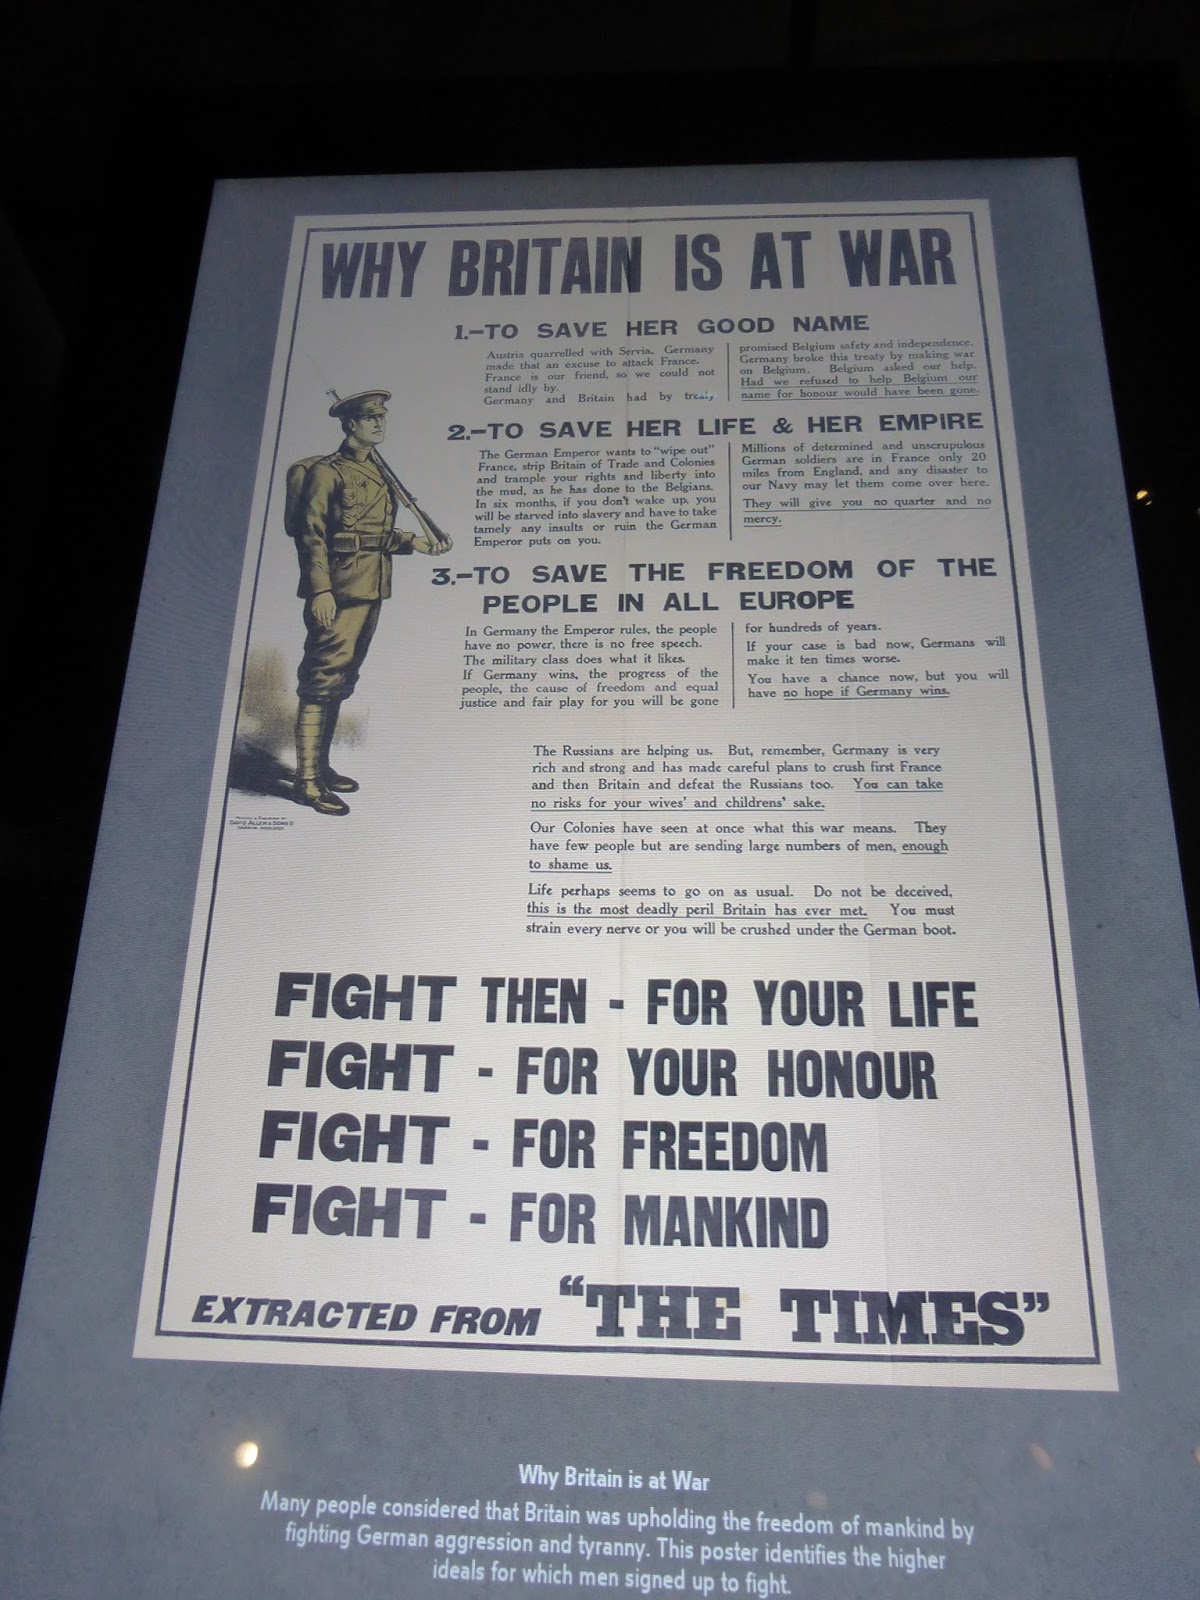 WHY BRITAIN IS AT WAR
1.–TO SAVE HER GOOD NAME
Austria quarrelled with Servia. Germany
made that an excuse to attack France.
France is our friend, so we could not
stand idly by.
Germany and Britain had by treaty
promised Belgium safety and independence.
Germany broke this treaty by making war
on Belgium. Belgium asked our help.
Had we refused to help Belgium our
name for honour would have been gone.
2.–TO SAVE HER LIFE & HER EMPIRE
The German Emperor wants to "wipe out"
France, strip Britain of Trade and Colonies
and trample your rights and liberty into
the mud, as he has done to the Belgians.
In six months, if you don't wake up, you
will be starved into slavery and have to take
tamely any insults or ruin the German
Emperor puts on you.
Millions of determined and unscrupulous
German soldiers are in France only 20
miles from England, and any disaster to
our Navy may let them come over here.
They will give you no quarter and no
mercy.
3.–TO SAVE THE FREEDOM OF THE
PEOPLE IN ALL EUROPE
In Germany the Emperor rules, the people
have no power, there is no free speech.
The military class does what it likes.
If Germany wins, the progress of the
people, the cause of freedom and equal
justice and fair play for you will be gone
for hundreds of years.
If your case is bad now, Germans will
make it ten times worse.
You have a chance now, but you will
have no hope if Germany wins.
The Russians are helping us. But, remember, Germany is very
rich and strong and has made careful plans to crush first France
and then Britain and defeat the Russians too. You can take
no risks for your wives' and childrens' sake.
Our Colonies have seen at once what this war means. They
have few people but are sending large numbers of men, enough
to shame us.
Life perhaps seems to go on as usual. Do not be deceived,
this is the most deadly peril Britain has ever met. You must
strain every nerve or you will be crushed under the German boot.
PRINTED & PUBLISHED BY
DAVID ALLEN & SONS LD
HARROW, MIDDLESEX
FIGHT THEN - FOR YOUR LIFE
FIGHT - FOR YOUR HONOUR
FIGHT - FOR FREEDOM
FIGHT - FOR MANKIND
EXTRACTED FROM "THE TIMES"
Why Britain is at War
Many people considered that Britain was upholding the freedom of mankind by
fighting German aggression and tyranny. This poster identifies the higher
ideals for which men signed up to fight.